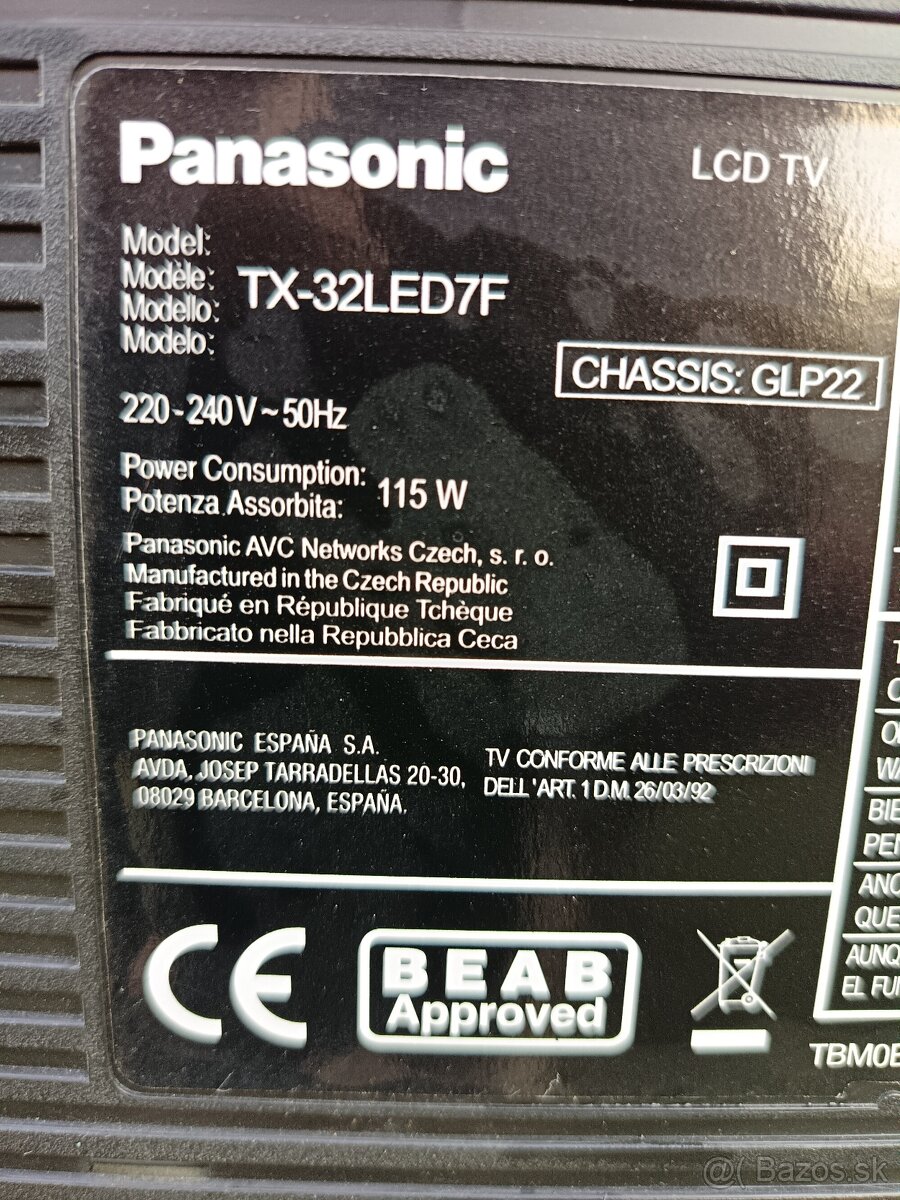 Panasonic
LCD TV
Model:
Modèle:
Modello:
Modelo:
TX-32LED7F
CHASSIS: GLP22
220-240V~50Hz
Power Consumption:
Potenza Assorbita:
115 W
Panasonic AVC Networks Czech, s. r. o.
Manufactured in the Czech Republic
Fabriqué en République Tchèque
Fabbricato nella Repubblica Ceca
PANASONIC ESPAÑA S.A.
AVDA. JOSEP TARRADELLAS 20-30,
08029 BARCELONA, ESPAÑA.
TV CONFORME ALLE PRESCRIZIONI
DELL'ART. 1 D.M. 26/03/92
CE
BEAB
Approved
QUE
EL
TBM0E
Bazos.sk